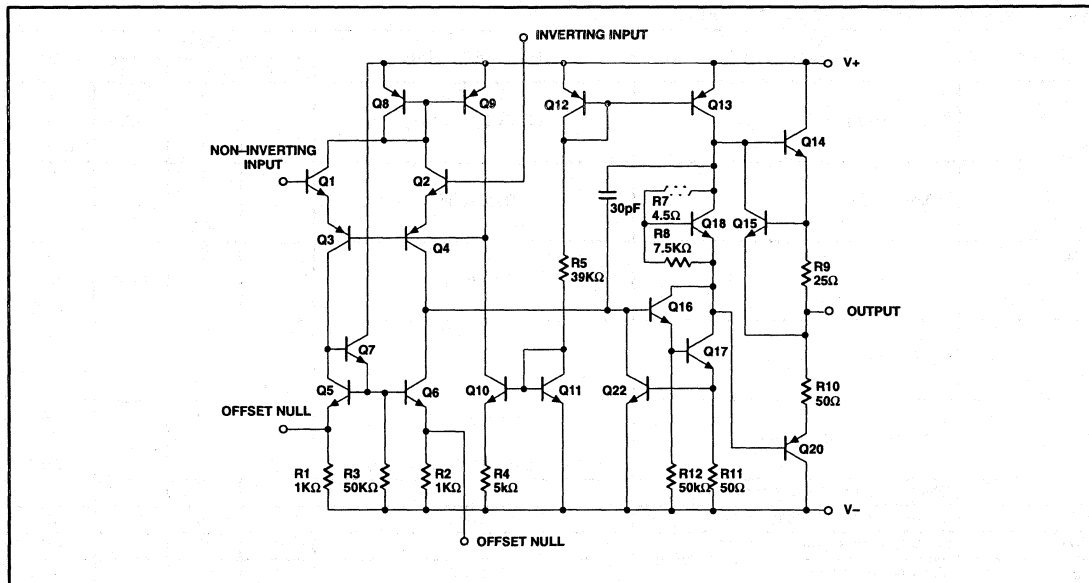 INVERTING INPUT
V+
Q8
Q9
Q12
Q13
Q14
NON–INVERTING
INPUT
Q1
Q2
30pF
R7
4.5Ω
Q18
Q15
R8
7.5KΩ
Q3
Q4
R5
39KΩ
R9
25Ω
Q16
OUTPUT
Q7
Q17
Q5
Q6
Q10
Q11
Q22
R10
50Ω
OFFSET NULL
Q20
R1
1KΩ
R3
50KΩ
R2
1KΩ
R4
5kΩ
R12
50kΩ
R11
50Ω
V–
OFFSET NULL